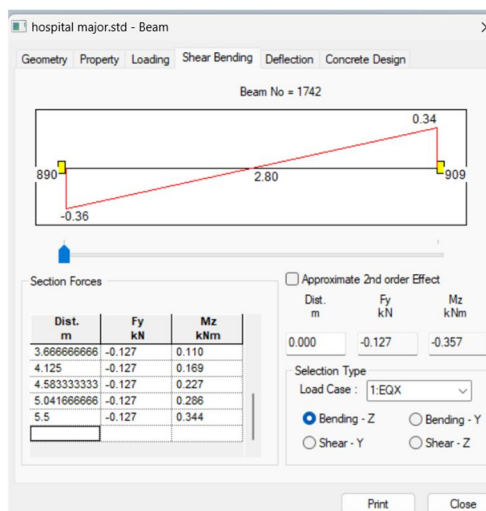 hospital major.std - Beam
Geometry Property Loading Shear Bending Deflection Concrete Design
Beam No = 1742
0.34
890 2.80 909
-0.36
Section Forces
Approximate 2nd order Effect
Dist. Fy Mz
m kN kNm
0.000 -0.127 -0.357
Dist. Fy Mz
m kN kNm
3.666666666 -0.127 0.110
4.125 -0.127 0.169
4.583333333 -0.127 0.227
5.041666666 -0.127 0.286
5.5 -0.127 0.344
Selection Type
Load Case : 1:EQX
Bending - Z Bending - Y
Shear - Y Shear - Z
Print Close